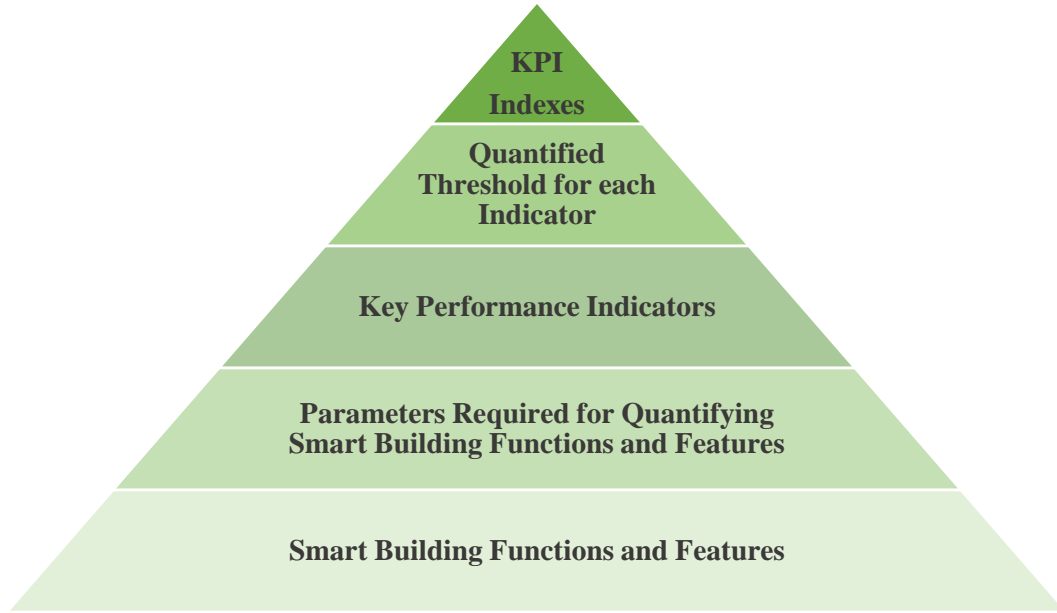 KPI
Indexes
Quantified
Threshold for each
Indicator
Key Performance Indicators
Parameters Required for Quantifying
Smart Building Functions and Features
Smart Building Functions and Features